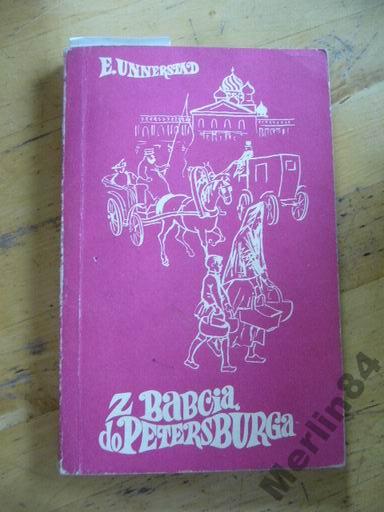 E. UNNERSTAD
Z BABCIĄ
do PETERSBURGA
Merlin84